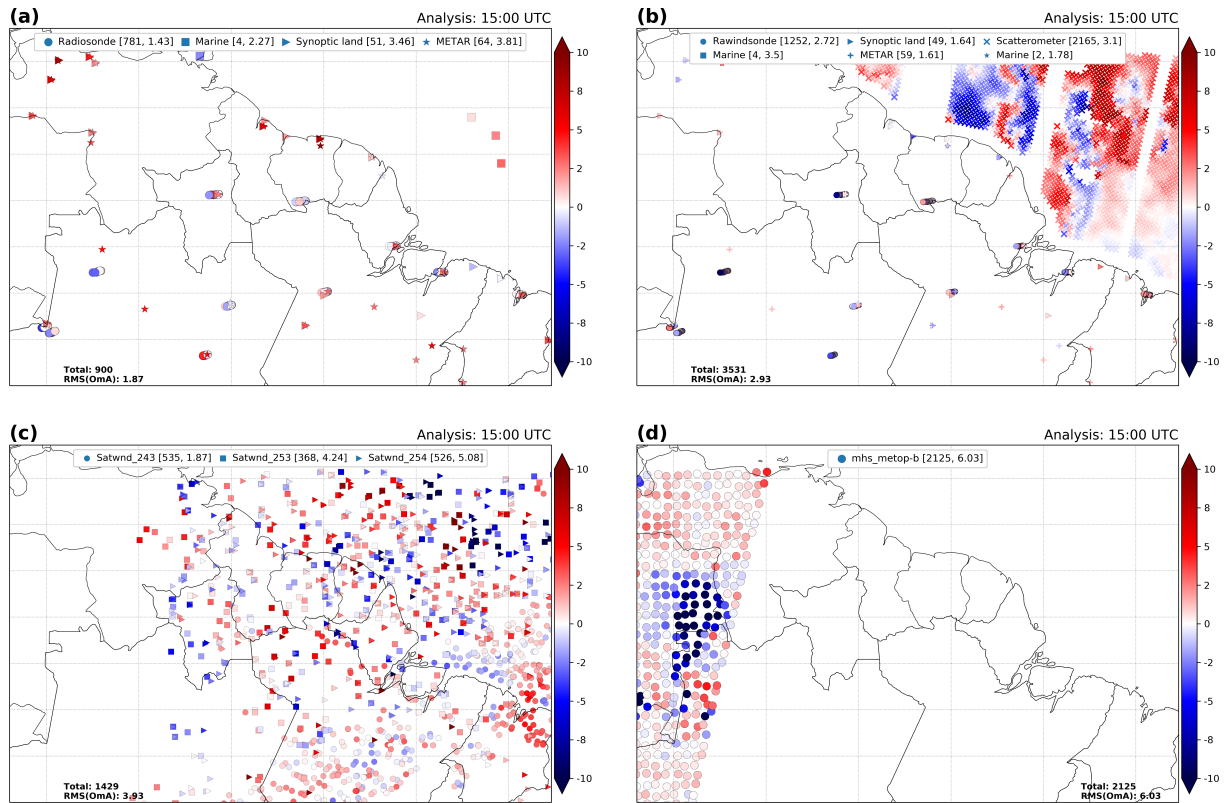 (a) Analysis: 15:00 UTC
Radiosonde [781, 1.43] Marine [4, 2.27] Synoptic land [51, 3.46] METAR [64, 3.81]
10
8
5
2
0
-2
-5
-8
-10
Total: 900
RMS(OmA): 1.87
(b) Analysis: 15:00 UTC
Rawindsonde [1252, 2.72] Synoptic land [49, 1.64] Scatterometer [2165, 3.1]
Marine [4, 3.5] METAR [59, 1.61] Marine [2, 1.78]
10
8
5
2
0
-2
-5
-8
-10
Total: 3531
RMS(OmA): 2.93
(c) Analysis: 15:00 UTC
Satwnd_243 [535, 1.87] Satwnd_253 [368, 4.24] Satwnd_254 [526, 5.08]
10
8
5
2
0
-2
-5
-8
-10
Total: 1429
RMS(OmA): 3.93
(d) Analysis: 15:00 UTC
mhs_metop-b [2125, 6.03]
10
8
5
2
0
-2
-5
-8
-10
Total: 2125
RMS(OmA): 6.03